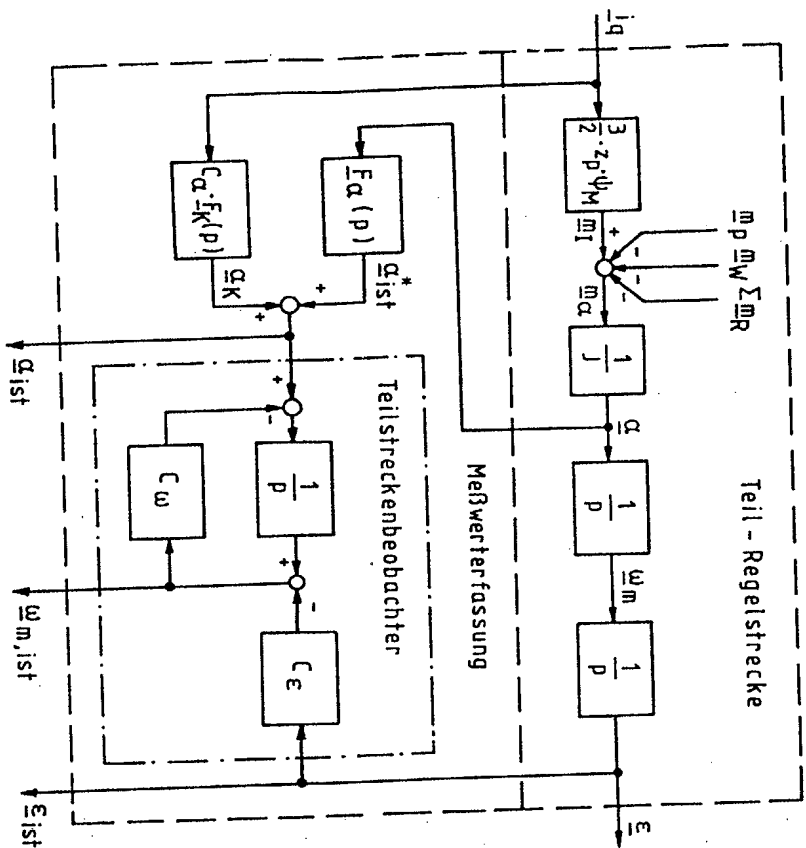 Teil-Regelstrecke
i_q
3/2 · z_p · ψ_M
m_I
+
m_p m_W Σm_R
- - -
m_α
1/J
α
1/p
ω_m
1/p
ε
Meßwerterfassung
F_α(p)
α*_ist
+
C_α · F_K(p)
α_K
+
α_ist
Teilstreckenbeobachter
+
-
1/p
+
-
C_ω
C_ε
ω_m,ist
ε_ist